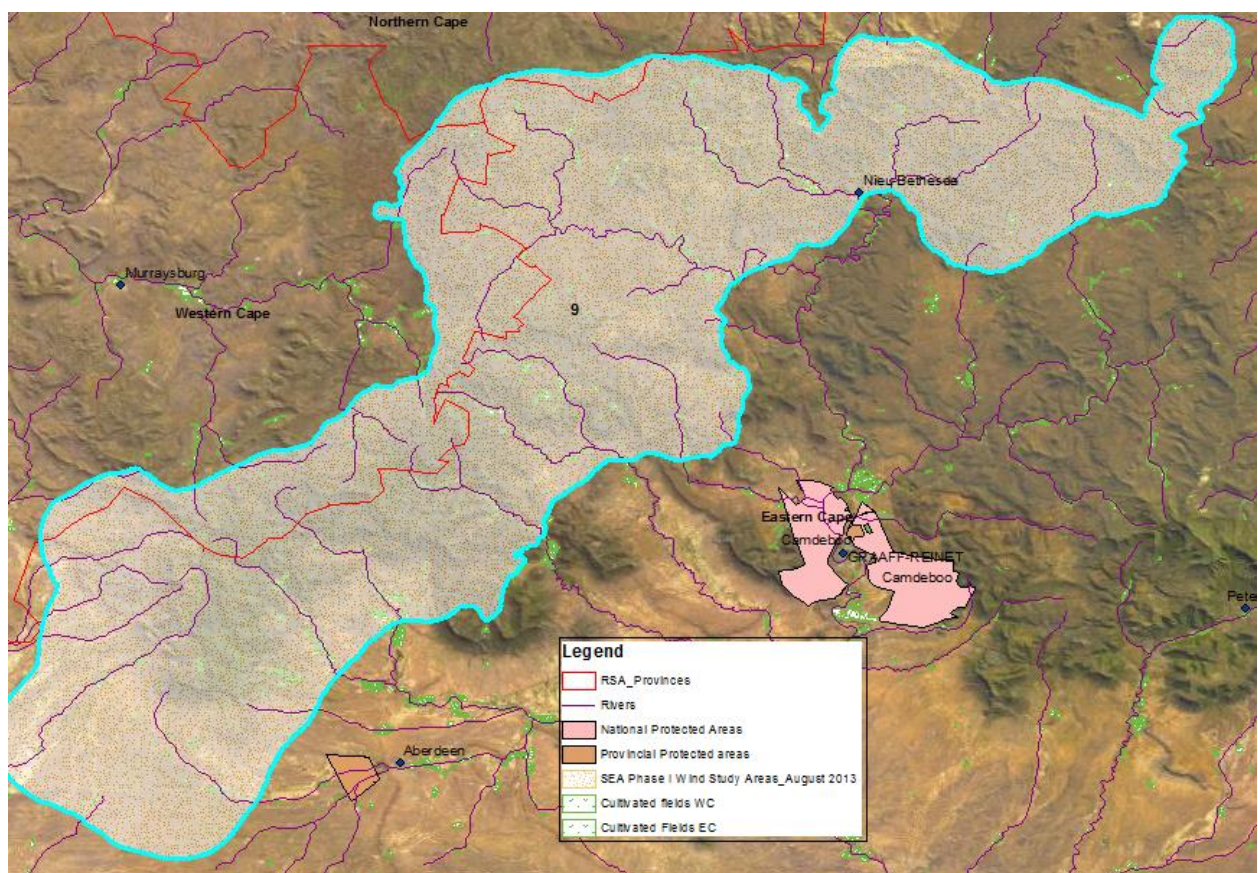 Northern Cape
Nieu-Bethesda
Murraysburg
Western Cape
9
Eastern Cape
Camdeboo
GRAAFF-REINET
Camdeboo
Pete
Legend
RSA_Provinces
Rivers
National Protected Areas
Provincial Protected areas
SEA Phase I Wind Study Areas_August 2013
Cultivated fields WC
Cultivated Fields EC
Aberdeen